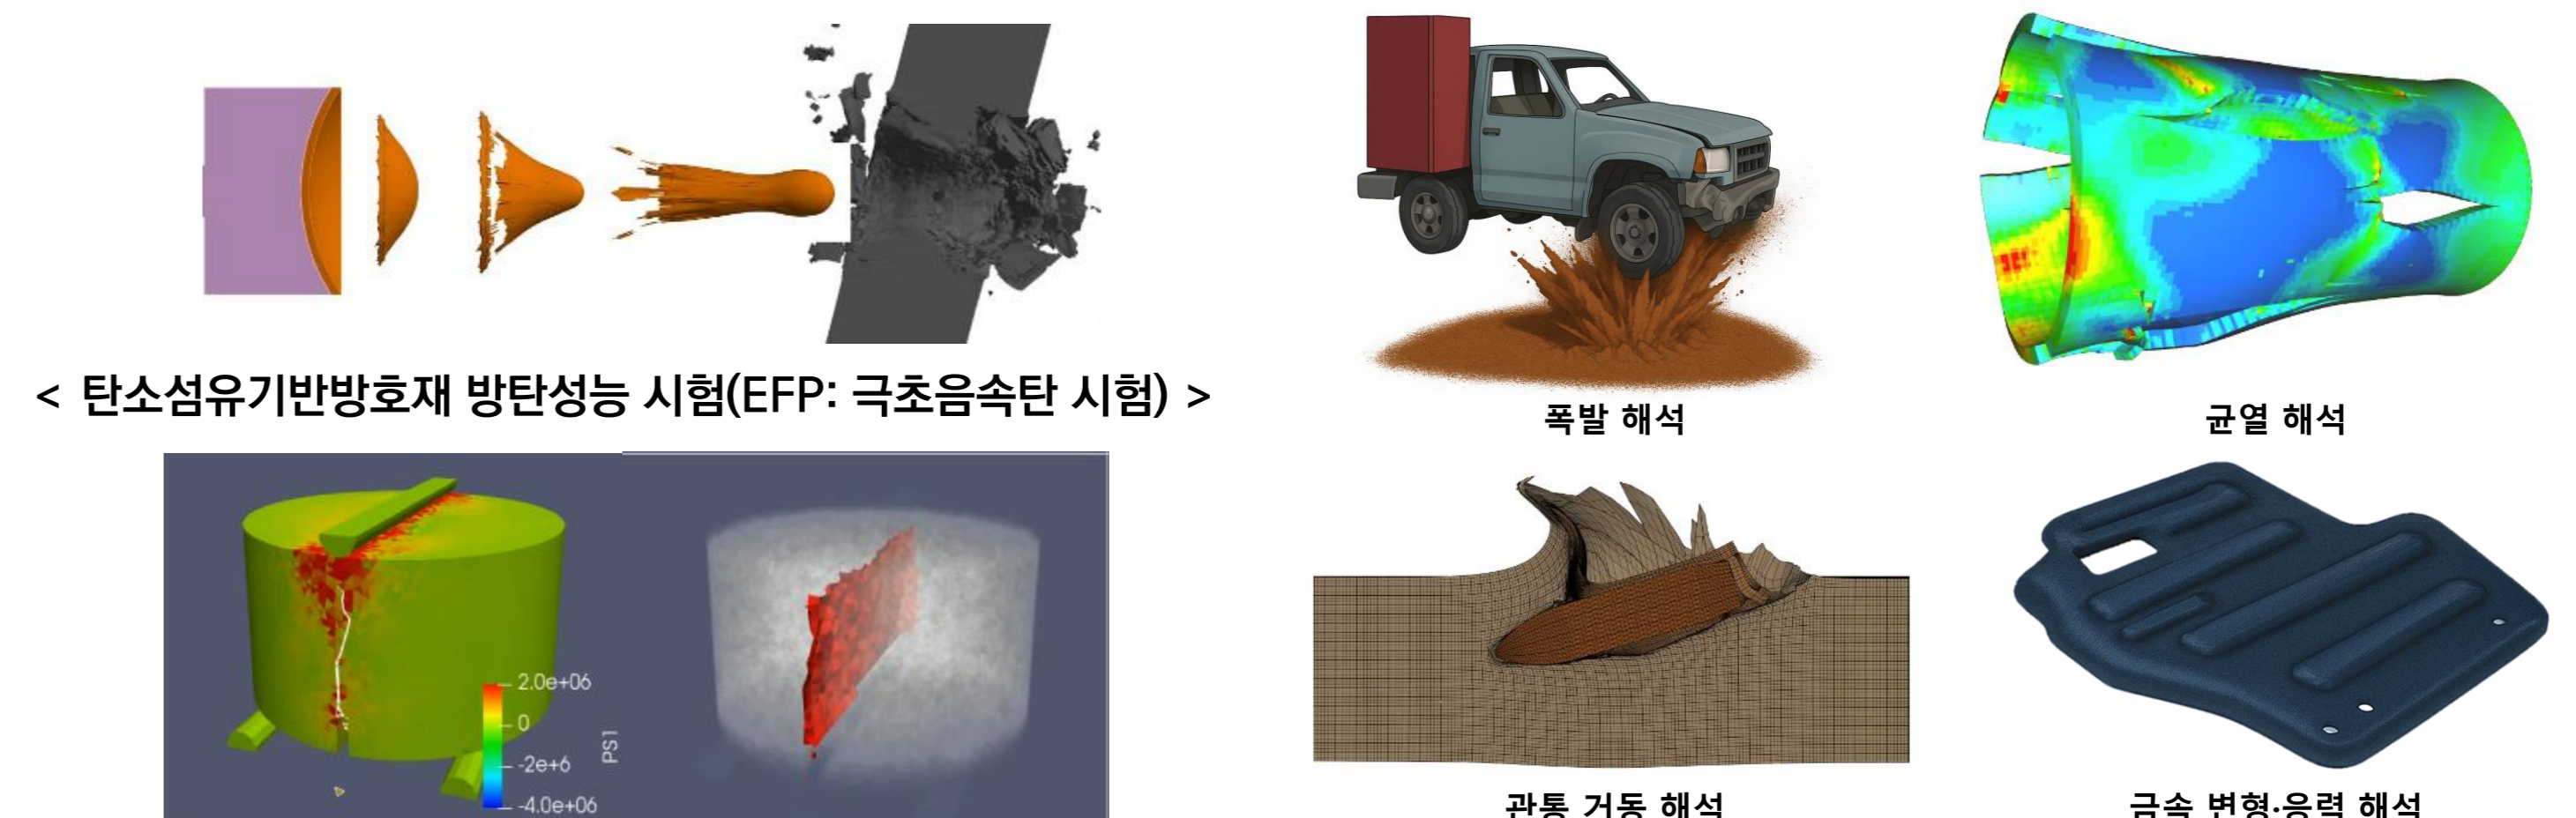 < 탄소섬유기반방호재 방탄성능 시험(EFP: 극초음속탄 시험) >
폭발 해석
균열 해석
2.0e+06
0
-2e+6
-4.0e+06
PS1
관통 거동 해석
금속 변형·응력 해석